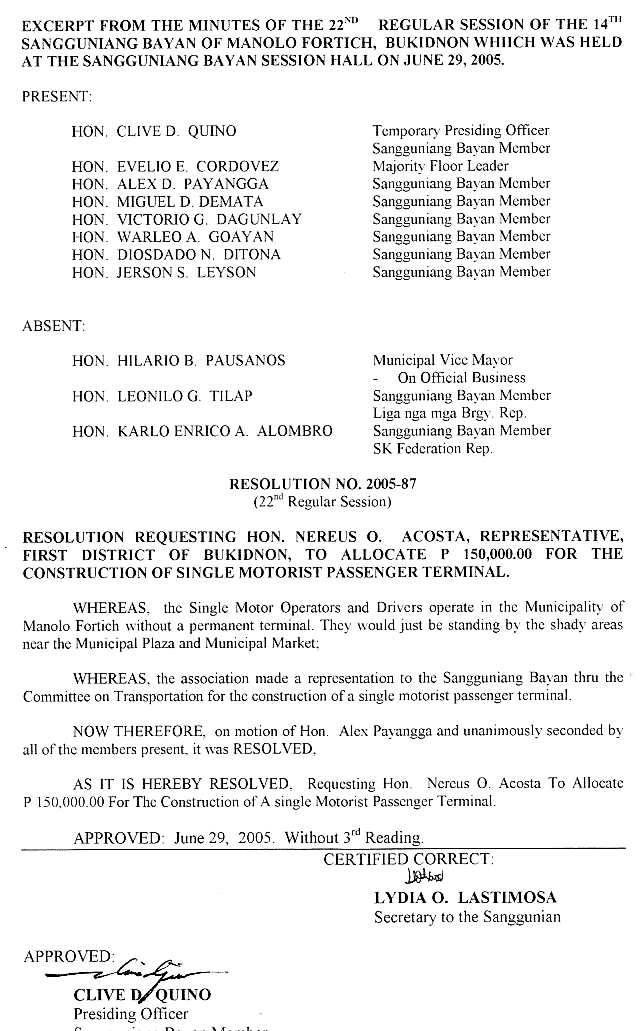 EXCERPT FROM THE MINUTES OF THE 22ND REGULAR SESSION OF THE 14TH
SANGGUNIANG BAYAN OF MANOLO FORTICH, BUKIDNON WHIICH WAS HELD
AT THE SANGGUNIANG BAYAN SESSION HALL ON JUNE 29, 2005.
PRESENT:
HON. CLIVE D. QUINO Temporary Presiding Officer
Sangguniang Bayan Member
HON. EVELIO E. CORDOVEZ Majority Floor Leader
HON. ALEX D. PAYANGGA Sangguniang Bayan Member
HON. MIGUEL D. DEMATA Sangguniang Bayan Member
HON. VICTORIO G. DAGUNLAY Sangguniang Bayan Member
HON. WARLEO A. GOAYAN Sangguniang Bayan Member
HON. DIOSDADO N. DITONA Sangguniang Bayan Member
HON. JERSON S. LEYSON Sangguniang Bayan Member
ABSENT:
HON. HILARIO B. PAUSANOS Municipal Vice Mayor
- On Official Business
HON. LEONILO G. TILAP Sangguniang Bayan Member
Liga nga mga Brgy. Rep.
HON. KARLO ENRICO A. ALOMBRO Sangguniang Bayan Member
SK Federation Rep.
RESOLUTION NO. 2005-87
(22nd Regular Session)
RESOLUTION REQUESTING HON. NEREUS O. ACOSTA, REPRESENTATIVE,
FIRST DISTRICT OF BUKIDNON, TO ALLOCATE P 150,000.00 FOR THE
CONSTRUCTION OF SINGLE MOTORIST PASSENGER TERMINAL.
WHEREAS, the Single Motor Operators and Drivers operate in the Municipality of
Manolo Fortich without a permanent terminal. They would just be standing by the shady areas
near the Municipal Plaza and Municipal Market;
WHEREAS, the association made a representation to the Sangguniang Bayan thru the
Committee on Transportation for the construction of a single motorist passenger terminal.
NOW THEREFORE, on motion of Hon. Alex Payangga and unanimously seconded by
all of the members present, it was RESOLVED,
AS IT IS HEREBY RESOLVED, Requesting Hon. Nereus O. Acosta To Allocate
P 150,000.00 For The Construction of A single Motorist Passenger Terminal.
APPROVED: June 29, 2005. Without 3rd Reading.
CERTIFIED CORRECT:
LYDIA O. LASTIMOSA
Secretary to the Sanggunian
APPROVED:
CLIVE D. QUINO
Presiding Officer
Sangguniang Bayan Member